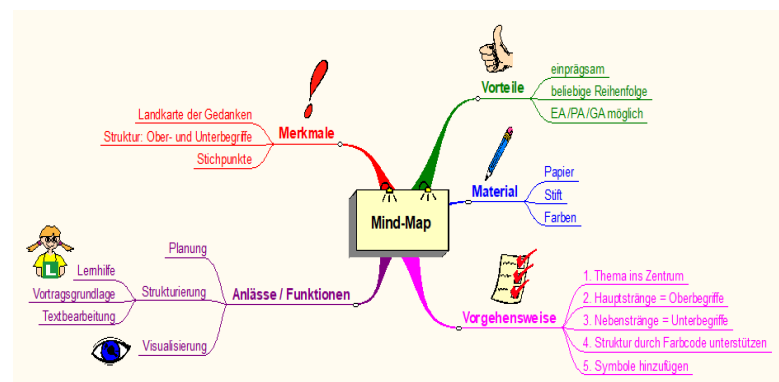 Mind-Map
Merkmale
Landkarte der Gedanken
Struktur: Ober- und Unterbegriffe
Stichpunkte
Vorteile
einprägsam
beliebige Reihenfolge
EA /PA /GA möglich
Material
Papier
Stift
Farben
Anlässe / Funktionen
Planung
Strukturierung
Lernhilfe
Vortragsgrundlage
Textbearbeitung
Visualisierung
L
Vorgehensweise
1. Thema ins Zentrum
2. Hauptstränge = Oberbegriffe
3. Nebenstränge = Unterbegriffe
4. Struktur durch Farbcode unterstützen
5. Symbole hinzufügen